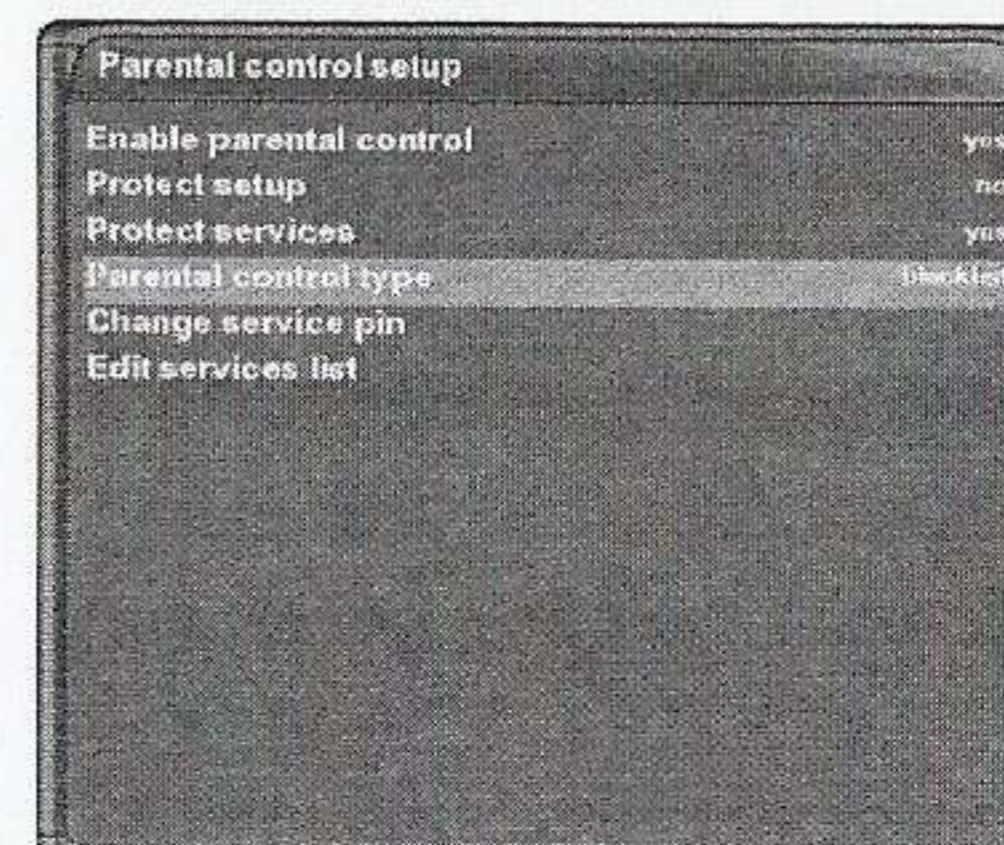 Parental control setup
Enable parental control yes
Protect setup no
Protect services yes
Parental control type
Change service pin
Edit services list